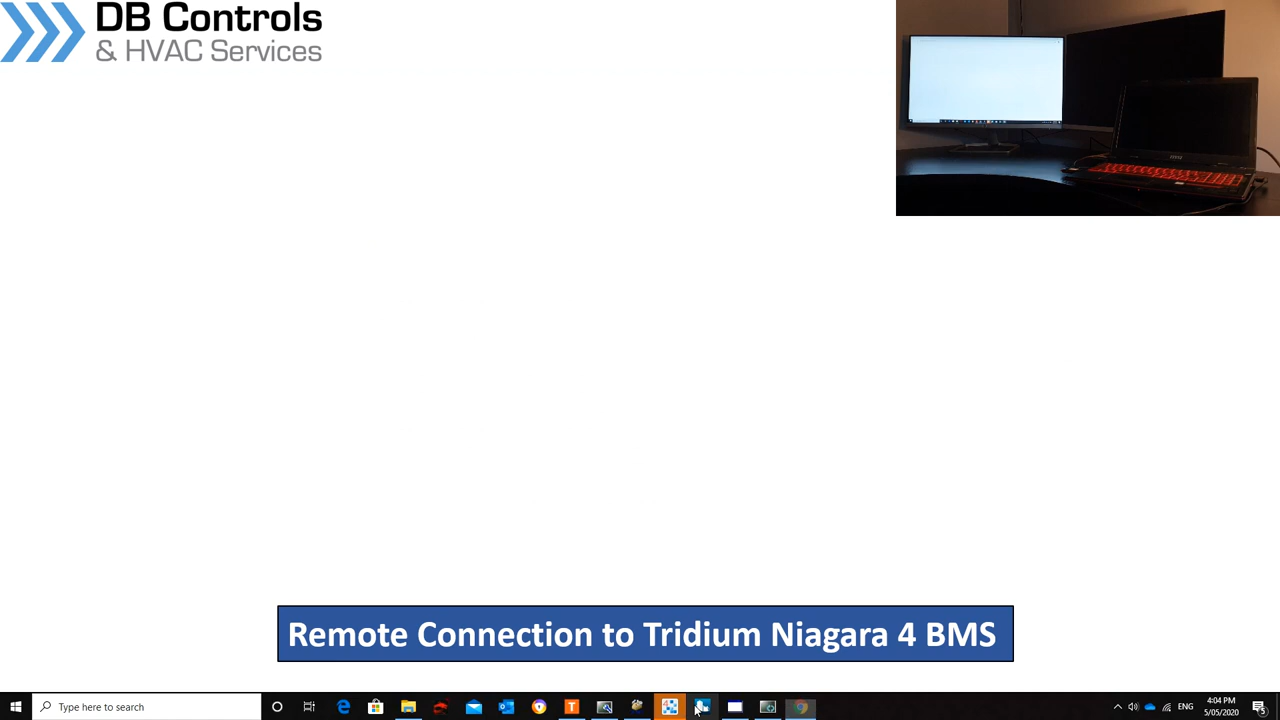 DB Controls
& HVAC Services
Remote Connection to Tridium Niagara 4 BMS
Type here to search
T
ENG
4:04 PM
5/05/2020
5